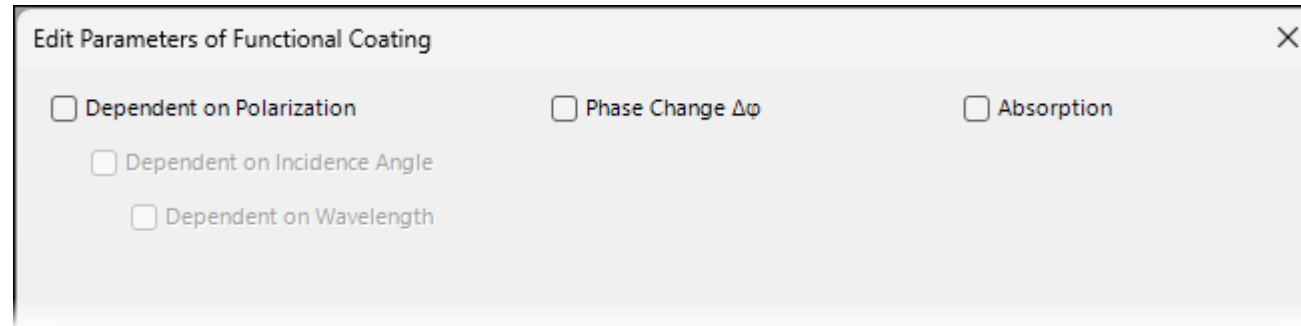 Edit Parameters of Functional Coating
Dependent on Polarization
Phase Change Δφ
Absorption
Dependent on Incidence Angle
Dependent on Wavelength